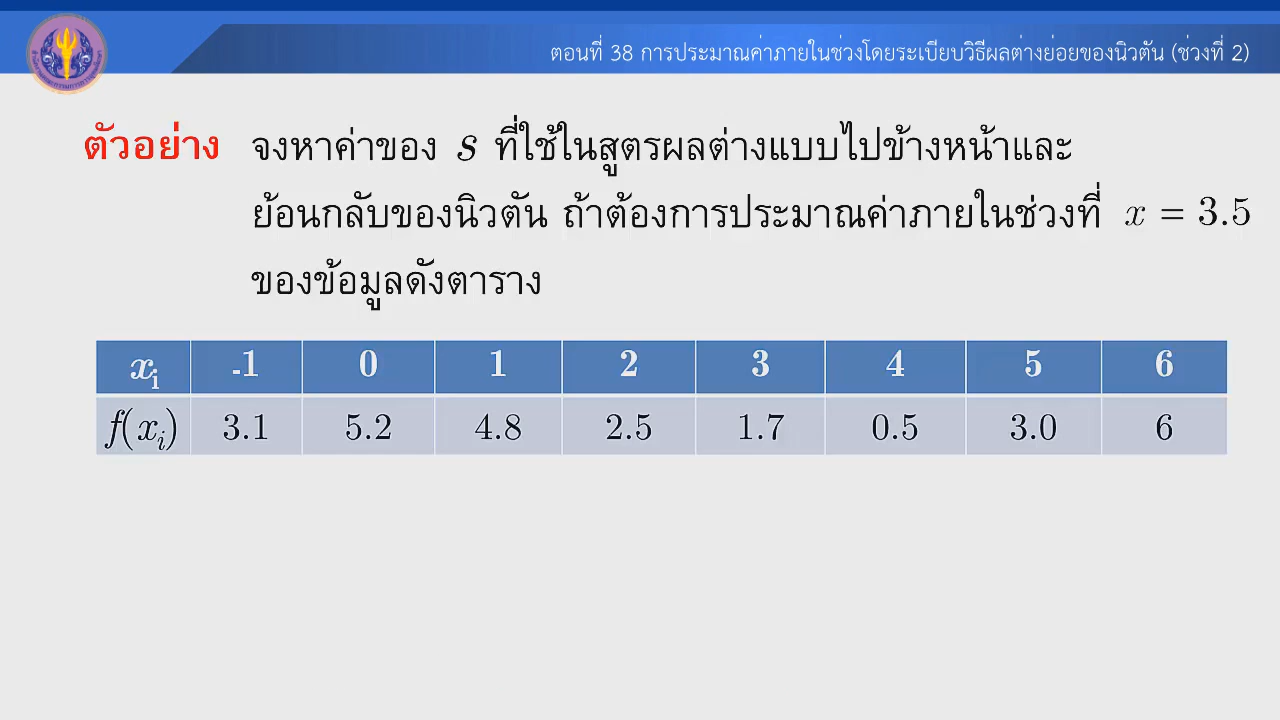 ตอนที่ 38 การประมาณค่าภายในช่วงโดยระเบียบวิธีผลต่างย่อยของนิวตัน (ช่วงที่ 2)
ตัวอย่าง จงหาค่าของ s ที่ใช้ในสูตรผลต่างแบบไปข้างหน้าและ
ย้อนกลับของนิวตัน ถ้าต้องการประมาณค่าภายในช่วงที่ x = 3.5
ของข้อมูลดังตาราง
xi -1 0 1 2 3 4 5 6
f(xi) 3.1 5.2 4.8 2.5 1.7 0.5 3.0 6